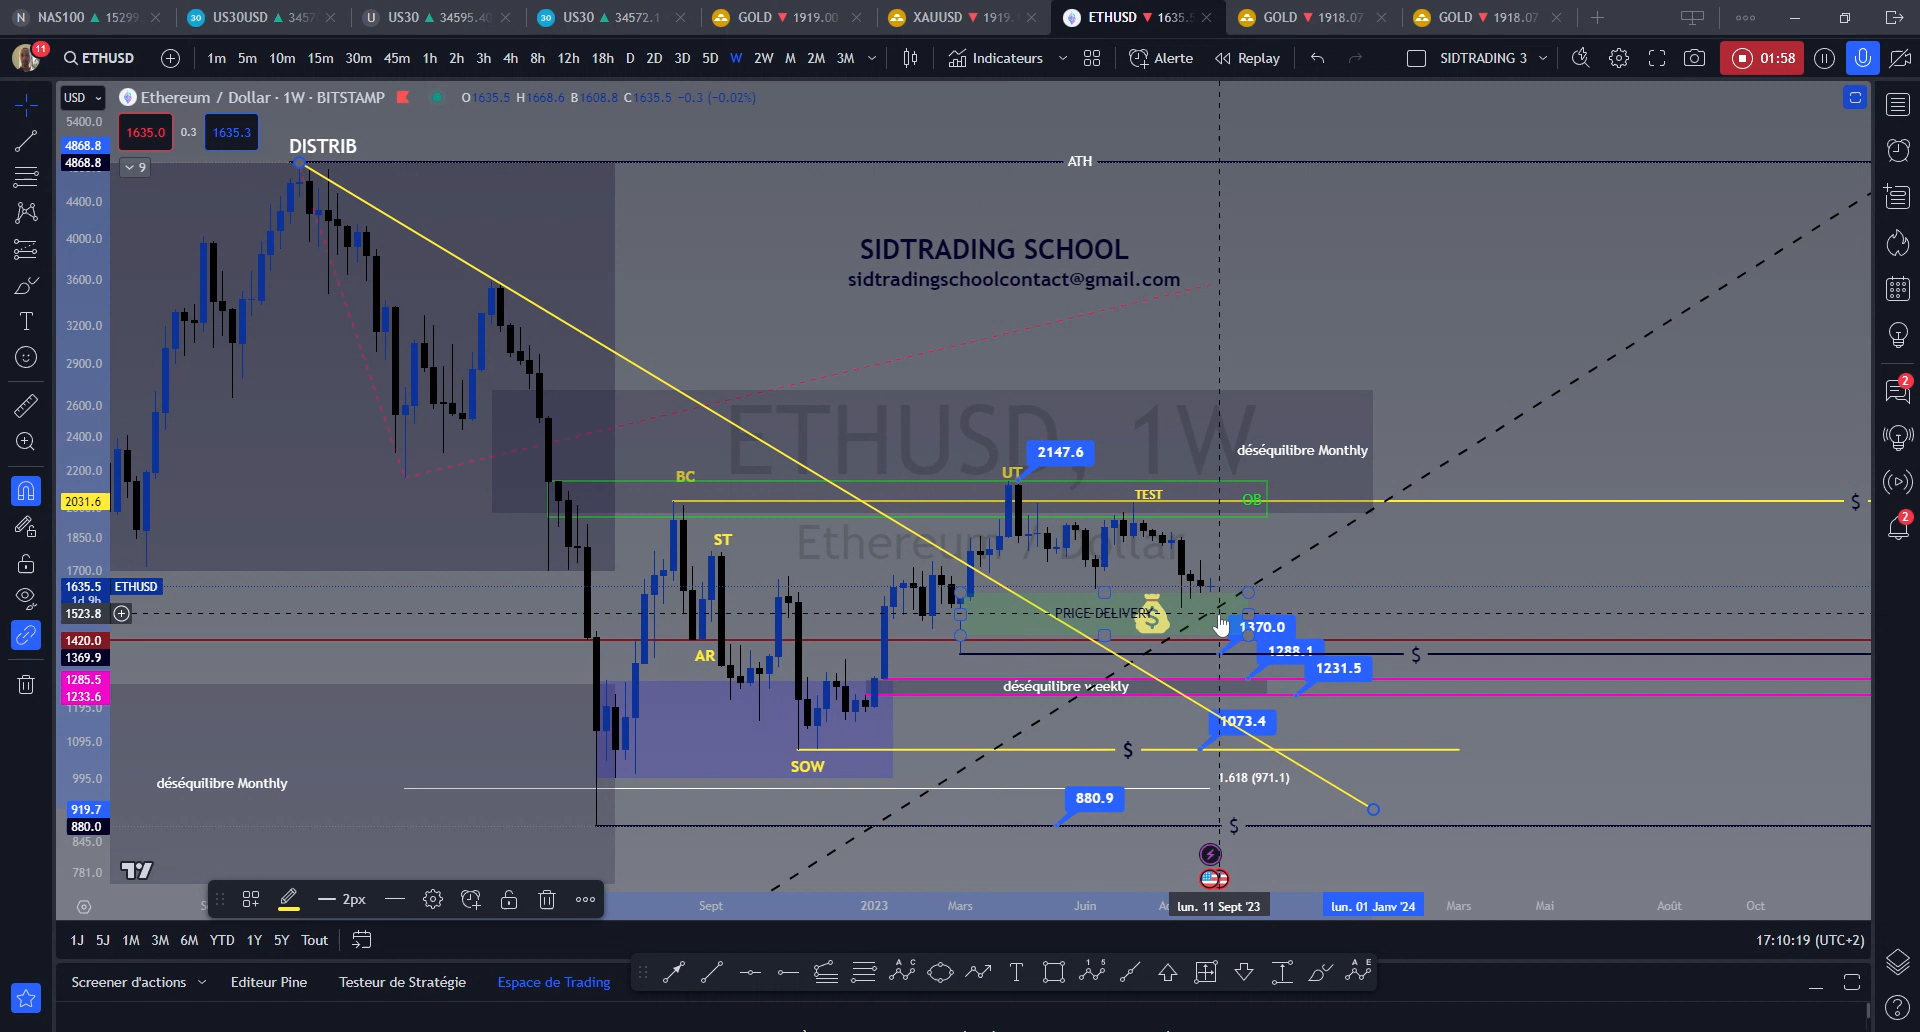 NAS100 ▲ 15299
US30USD ▲ 3457
US30 ▲ 34595.40
US30 ▲ 34572.1
GOLD ▼ 1919.00
XAUUSD ▼ 1919.
ETHUSD ▼ 1635.5
GOLD ▼ 1918.07
GOLD ▼ 1918.07
11
ETHUSD
1m 5m 10m 15m 30m 45m 1h 2h 3h 4h 8h 12h 18h D 2D 3D 5D W 2W M 2M 3M
Indicateurs
Alerte
Replay
SIDTRADING 3
01:58
USD
Ethereum / Dollar · 1W · BITSTAMP
O1635.5 H1668.6 B1608.8 C1635.5 −0.3 (−0.02%)
1635.0 0.3 1635.3
9
5400.0
4868.8
4868.8
4400.0
4000.0
3600.0
3200.0
2900.0
2600.0
2400.0
2200.0
2031.6
1850.0
1700.0
1635.5 ETHUSD
1d 9h
1523.8
1420.0
1369.9
1285.5
1233.6
1195.0
1095.0
995.0
919.7
880.0
845.0
781.0
DISTRIB
ATH
SIDTRADING SCHOOL
sidtradingschoolcontact@gmail.com
ETHUSD, 1W
Ethereum / Dollar
déséquilibre Monthly
2147.6
BC
UT
TEST
OB
$
ST
PRICE DELIVERY
$
1370.0
AR
1288.1
$
1231.5
déséquilibre weekly
1073.4
$
SOW
1.618 (971.1)
déséquilibre Monthly
880.9
$
2px
Sept
2023
Mars
Juin
lun. 11 Sept '23
lun. 01 Janv '24
Mars
Mai
Août
Oct
1J 5J 1M 3M 6M YTD 1Y 5Y Tout
17:10:19 (UTC+2)
Screener d'actions
Editeur Pine
Testeur de Stratégie
Espace de Trading
2
2